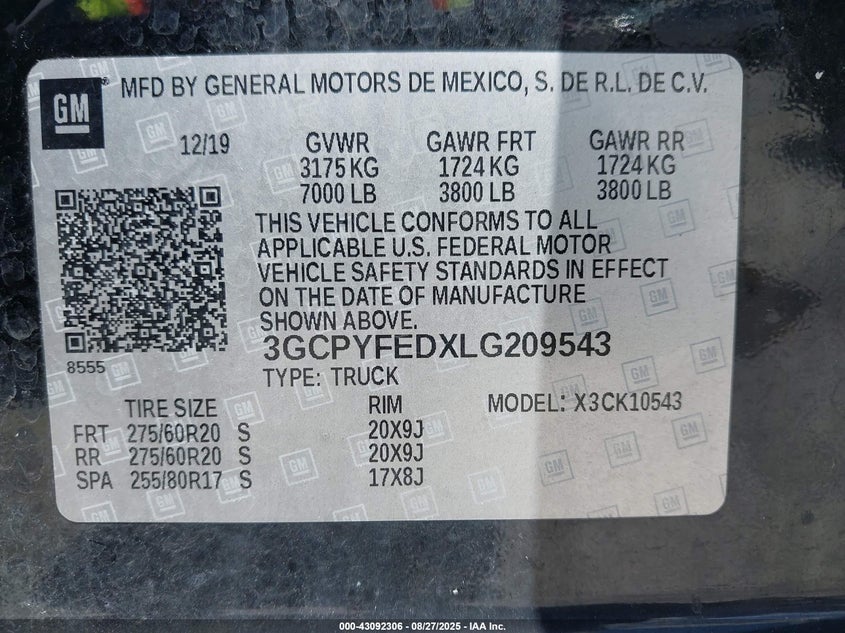 GM
MFD BY GENERAL MOTORS DE MEXICO, S. DE R.L. DE C.V.
12/19 GVWR GAWR FRT GAWR RR
3175 KG 1724 KG 1724 KG
7000 LB 3800 LB 3800 LB
THIS VEHICLE CONFORMS TO ALL
APPLICABLE U.S. FEDERAL MOTOR
VEHICLE SAFETY STANDARDS IN EFFECT
ON THE DATE OF MANUFACTURE
SHOWN ABOVE.
8555
3GCPYFEDXLG209543
TYPE: TRUCK
TIRE SIZE RIM MODEL: X3CK10543
FRT 275/60R20 S 20X9J
RR 275/60R20 S 20X9J
SPA 255/80R17 S 17X8J
000-43092306 - 08/27/2025 - IAA Inc.